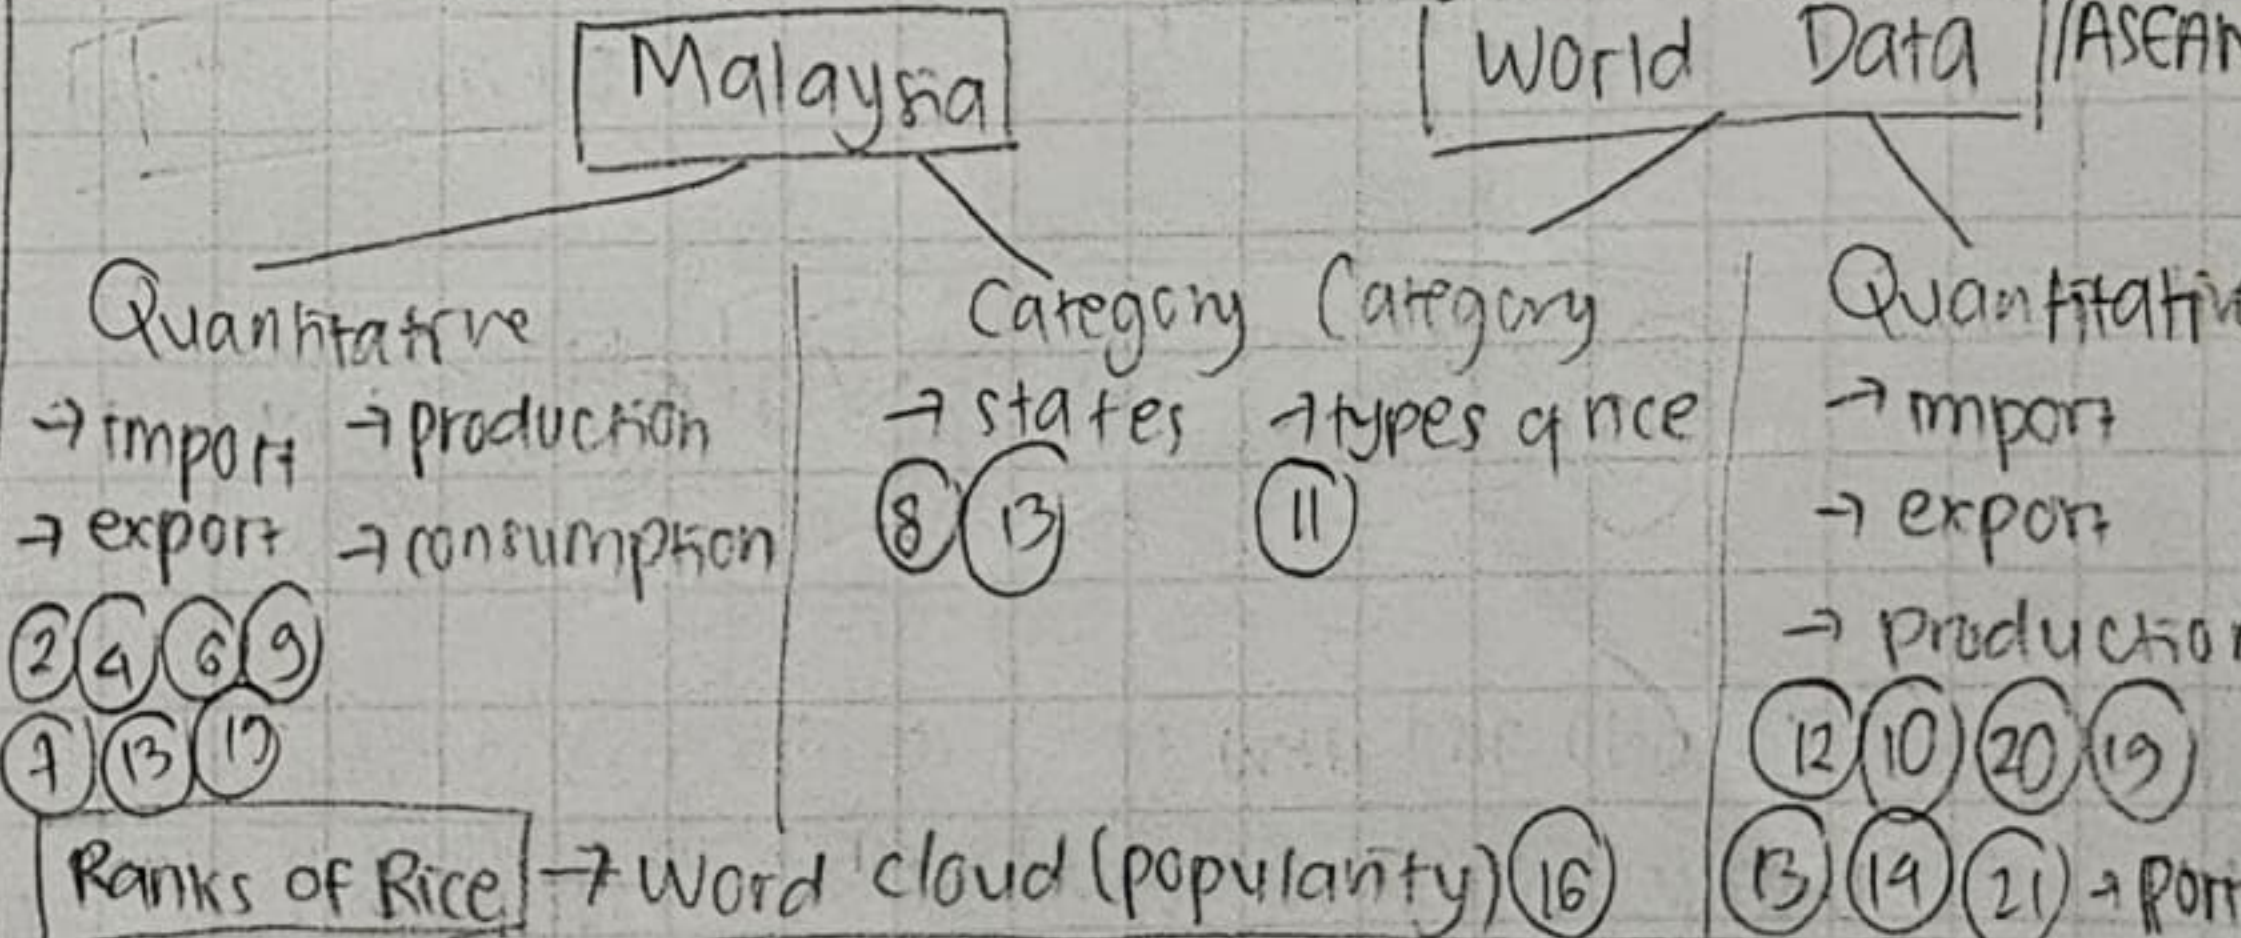 Malaysia World Data //ASEAN
Quantitative Category Category Quantitativ
→ import → production → states → types of rice → import
→ export → consumption 8 13 11 → export
2 4 6 9 → production
7 13 12 10 20 19
Ranks of Rice → Word cloud (popularity) 16 13 14 21 →